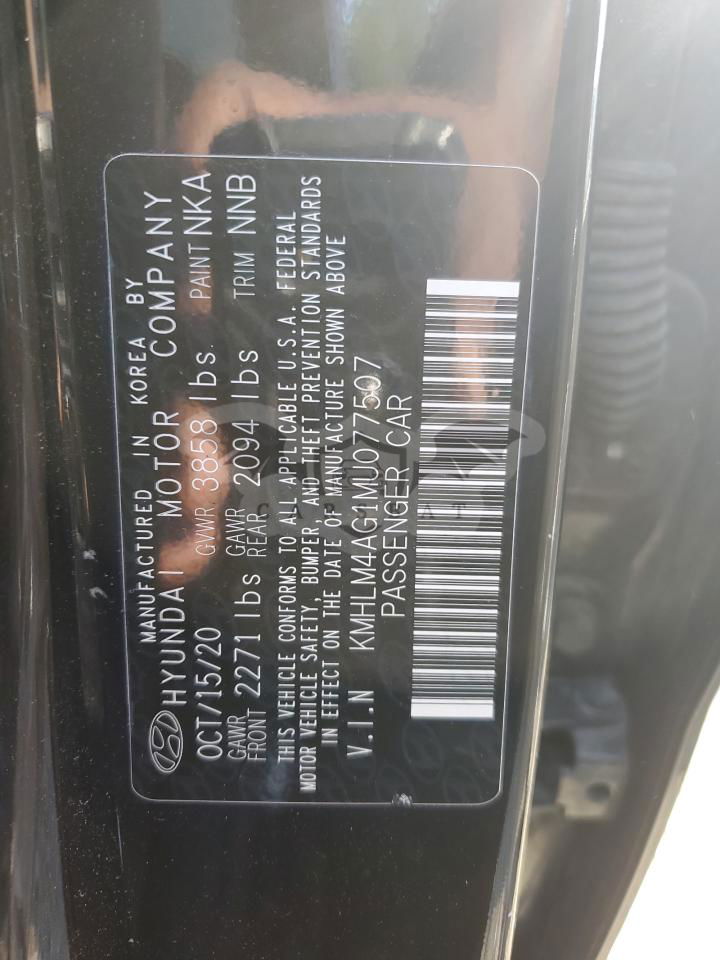 MANUFACTURED IN KOREA BY
HYUNDAI MOTOR COMPANY
OCT/15/20 GVWR 3858 lbs. PAINT NKA
GAWR FRONT 2271 lbs GAWR REAR 2094 lbs TRIM NNB
THIS VEHICLE CONFORMS TO ALL APPLICABLE U.S.A. FEDERAL
MOTOR VEHICLE SAFETY, BUMPER, AND THEFT PREVENTION STANDARDS
IN EFFECT ON THE DATE OF MANUFACTURE SHOWN ABOVE
V.I.N KMHLM4AG1MU077507
PASSENGER CAR